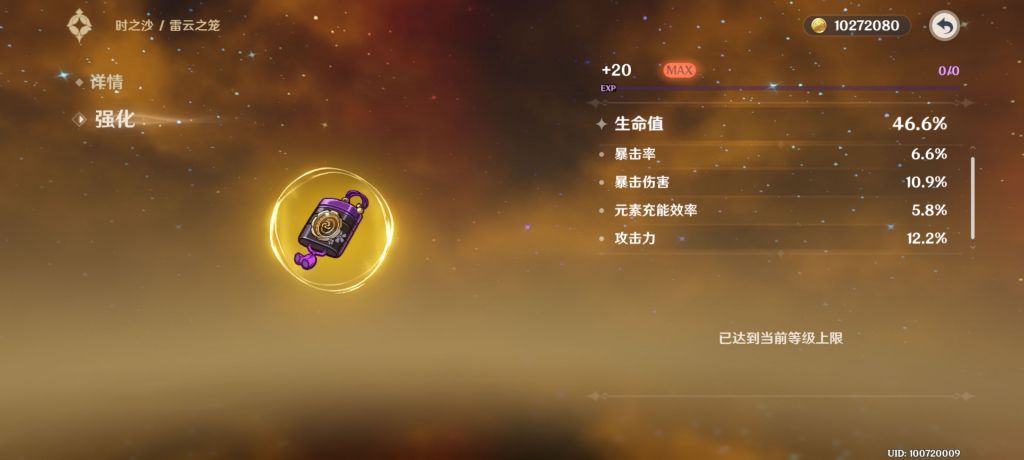 时之沙 / 雷云之笼
10272080
详情
强化
+20 MAX 0/0
EXP
生命值 46.6%
暴击率 6.6%
暴击伤害 10.9%
元素充能效率 5.8%
攻击力 12.2%
已达到当前等级上限
UID: 100720009